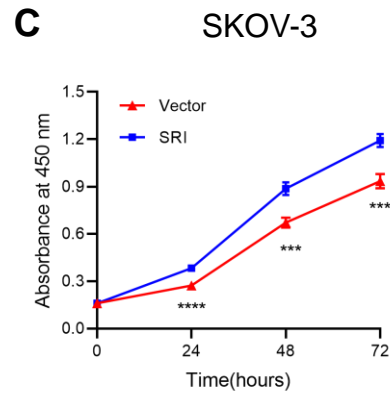 C SKOV-3
Absorbance at 450 nm
1.5
1.2
0.9
0.6
0.3
0.0
Vector
SRI
****
***
***
0 24 48 72
Time(hours)